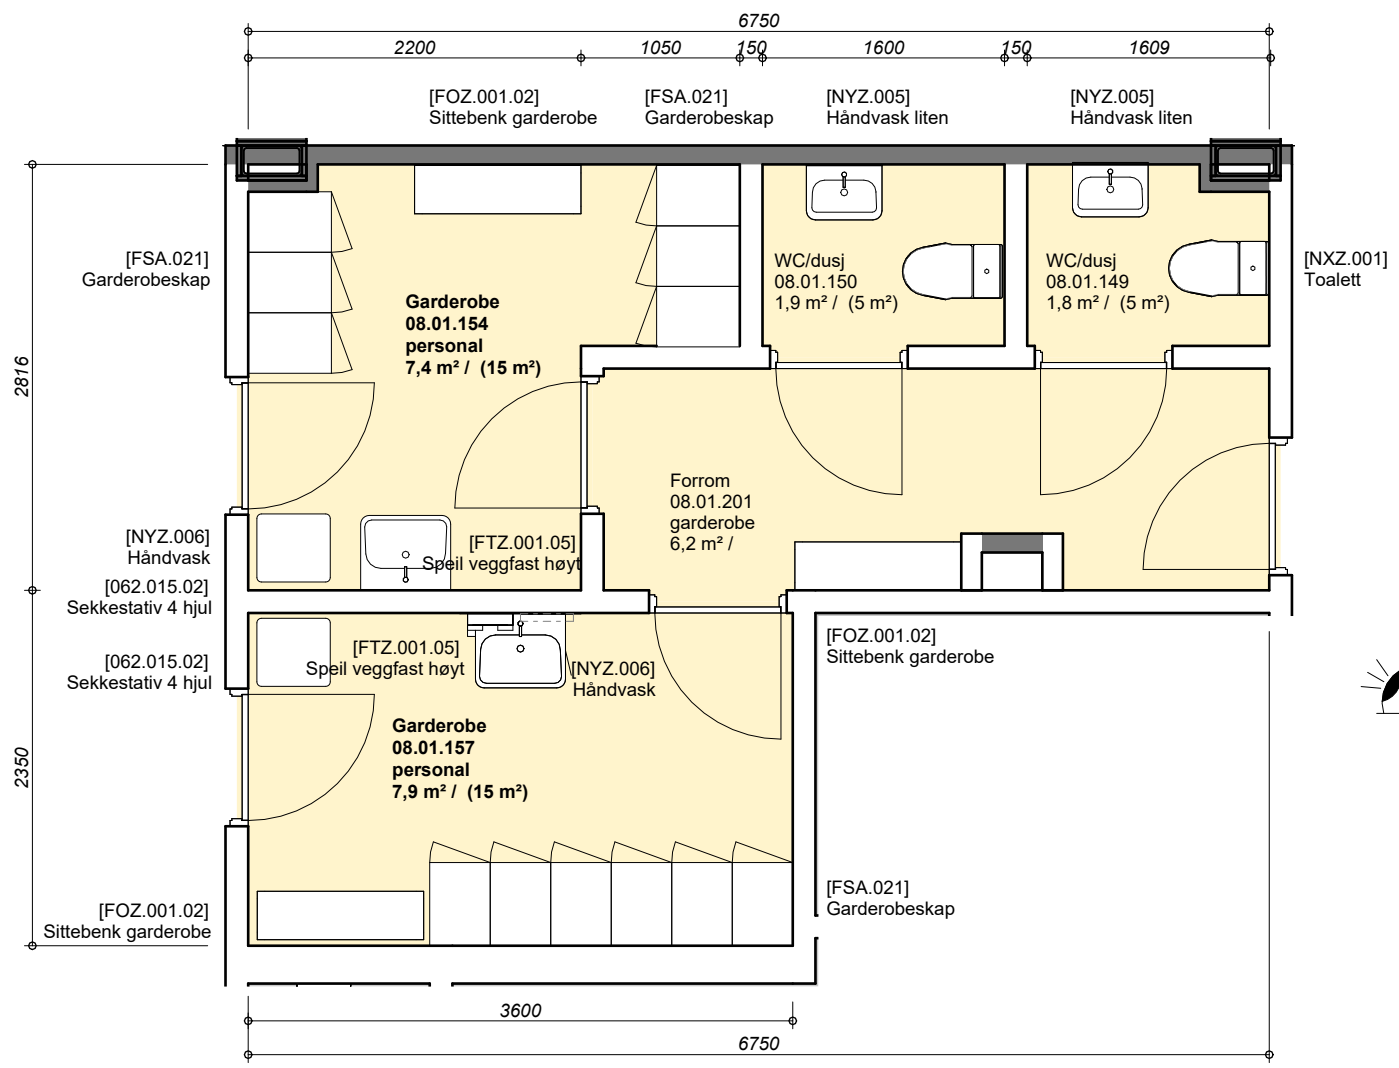 6750
2200
1050
150
1600
150
1609
[FOZ.001.02]
Sittebenk garderobe
[FSA.021]
Garderobeskap
[NYZ.005]
Håndvask liten
[NYZ.005]
Håndvask liten
[FSA.021]
Garderobeskap
WC/dusj
08.01.150
1,9 m² / (5 m²)
WC/dusj
08.01.149
1,8 m² / (5 m²)
[NXZ.001]
Toalett
Garderobe
08.01.154
personal
7,4 m² / (15 m²)
2816
Forrom
08.01.201
garderobe
6,2 m² /
[NYZ.006]
Håndvask
[FTZ.001.05]
Speil veggfast høyt
[062.015.02]
Sekkestativ 4 hjul
[062.015.02]
Sekkestativ 4 hjul
[FTZ.001.05]
Speil veggfast høyt
[NYZ.006]
Håndvask
[FOZ.001.02]
Sittebenk garderobe
Garderobe
08.01.157
personal
7,9 m² / (15 m²)
2350
[FOZ.001.02]
Sittebenk garderobe
[FSA.021]
Garderobeskap
3600
6750